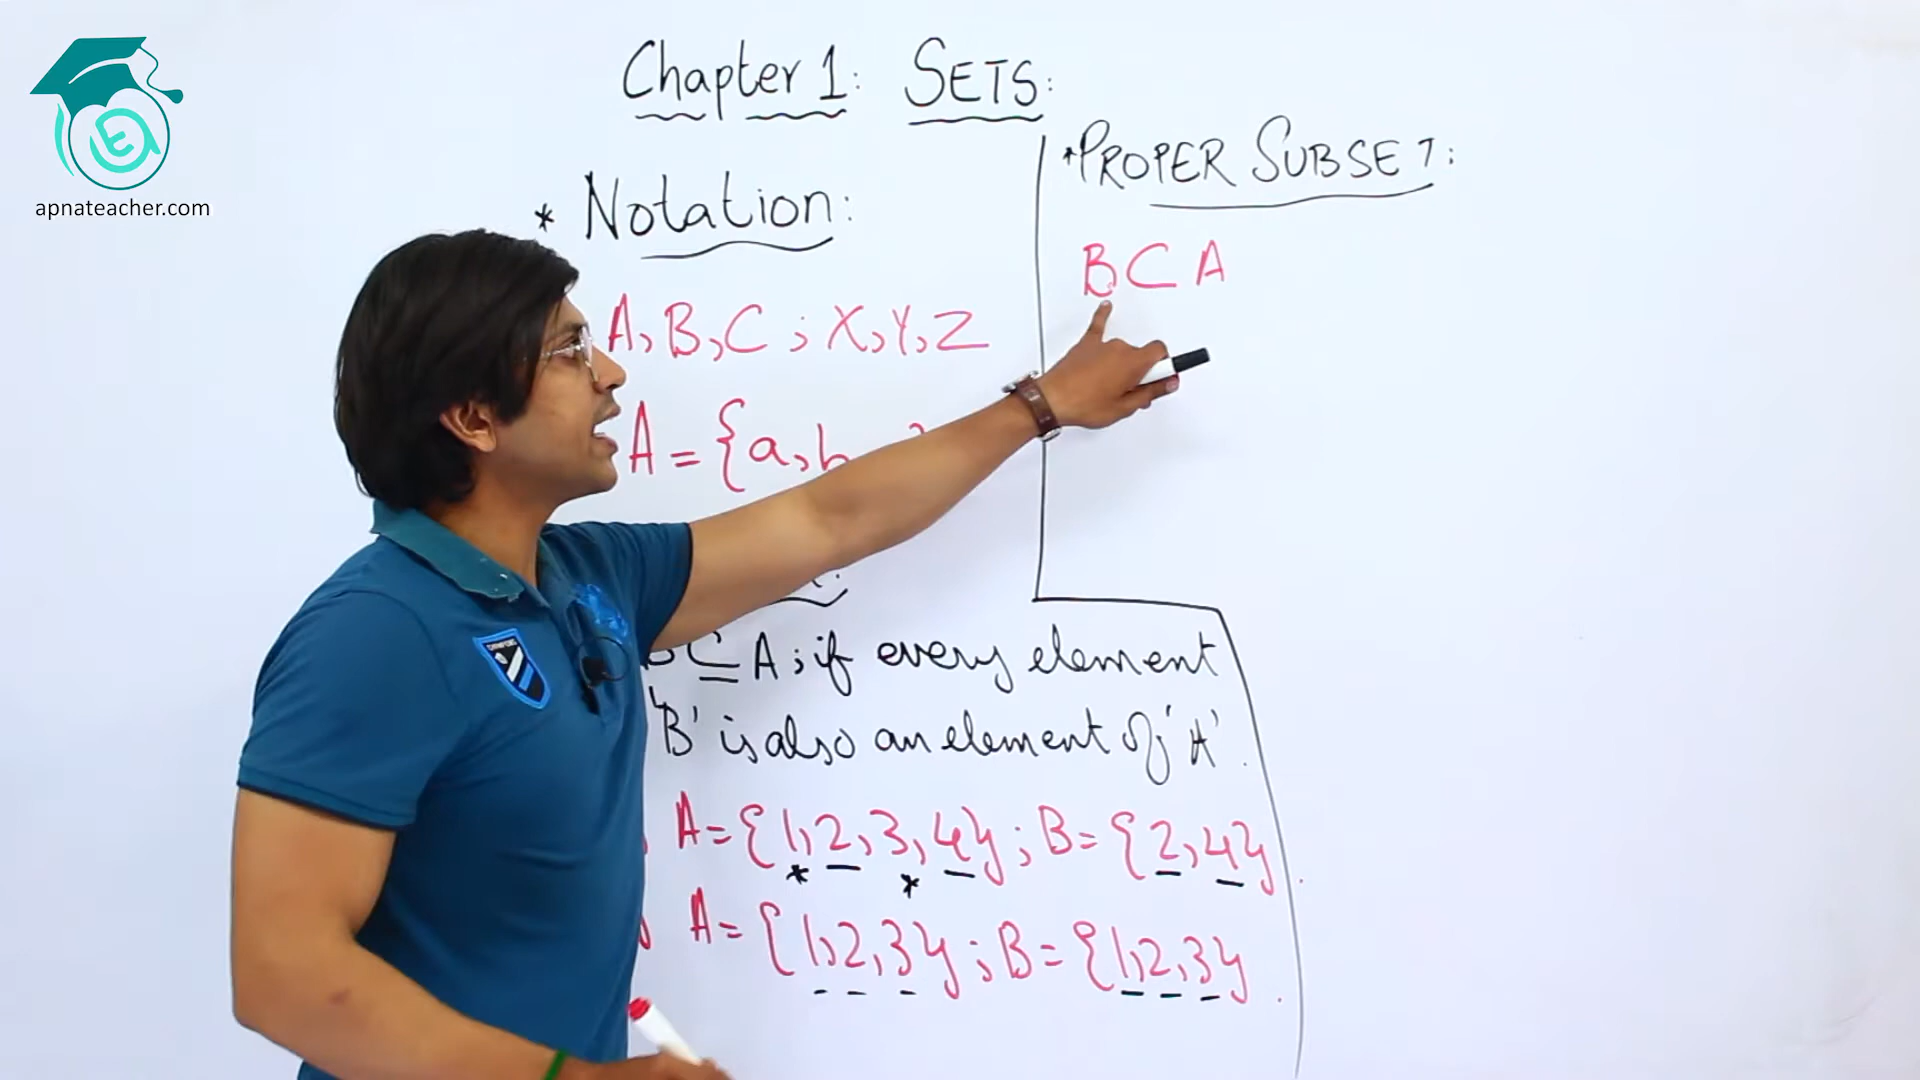 apnateacher.com
Chapter 1: SETS:
* Notation:
A, B, C ; X, Y, Z
A = {a, b
B ⊆ A ; if every element
'B' is also an element of 'A'.
A = {1, 2, 3, 4} ; B = {2, 4}
* *
A = {1, 2, 3} ; B = {1, 2, 3}
* PROPER SUBSET:
B ⊂ A